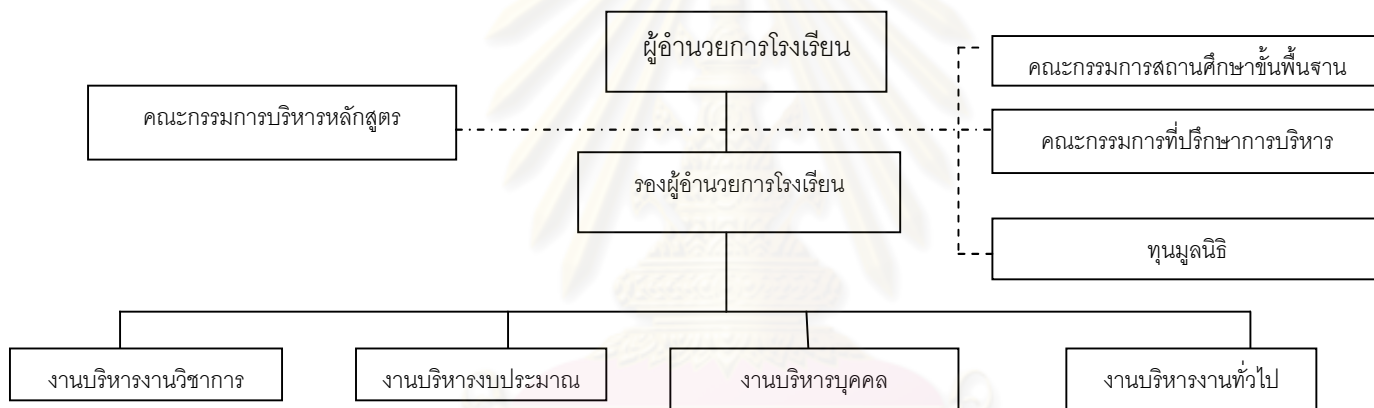 ผู้อำนวยการโรงเรียน
คณะกรรมการสถานศึกษาขั้นพื้นฐาน
คณะกรรมการบริหารหลักสูตร
คณะกรรมการที่ปรึกษาการบริหาร
รองผู้อำนวยการโรงเรียน
ทุนมูลนิธิ
งานบริหารงานวิชาการ
งานบริหารงบประมาณ
งานบริหารบุคคล
งานบริหารงานทั่วไป